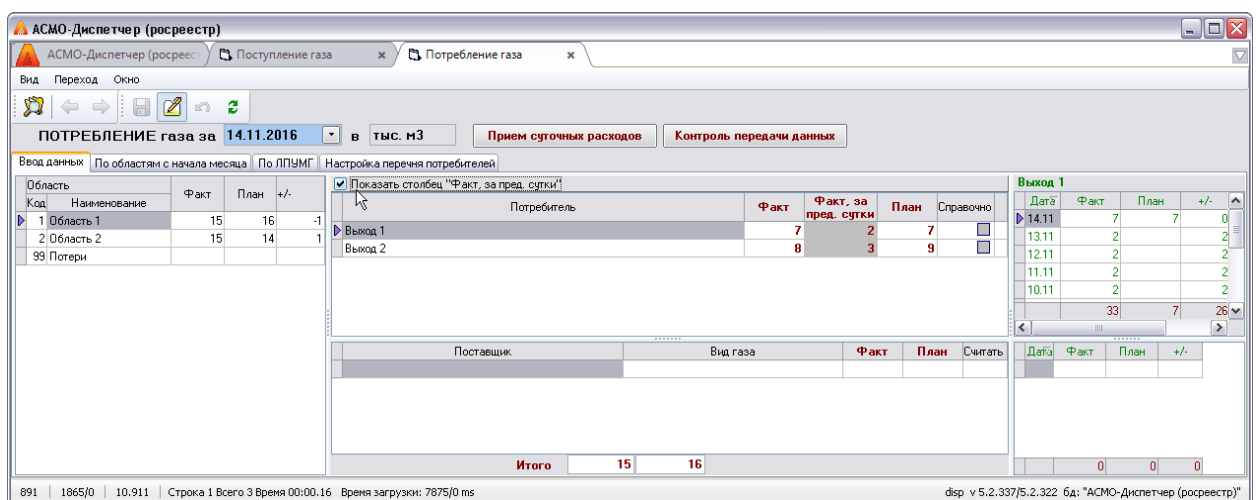 АСМО-Диспетчер (росреестр)
АСМО-Диспетчер (росреес Поступление газа Потребление газа
Вид Переход Окно
ПОТРЕБЛЕНИЕ газа за 14.11.2016 в тыс. м3 Прием суточных расходов Контроль передачи данных
Ввод данных По областям с начала месяца По ЛПУМГ Настройка перечня потребителей
Область Факт План +/-
Код Наименование
1 Область 1 15 16 -1
2 Область 2 15 14 1
99 Потери
Показать столбец "Факт, за пред. сутки"
Потребитель Факт Факт, за пред. сутки План Справочно
Выход 1 7 2 7
Выход 2 8 3 9
Поставщик Вид газа Факт План Считать
Итого 15 16
Выход 1
Дата Факт План +/-
14.11 7 7 0
13.11 2 2
12.11 2 2
11.11 2 2
10.11 2 2
33 7 26
Дата Факт План +/-
0 0 0
891 1865/0 10.911 Строка 1 Всего 3 Время 00:00.16 Время загрузки: 7875/0 ms disp v 5.2.337/5.2.322 бд: "АСМО-Диспетчер (росреестр)"